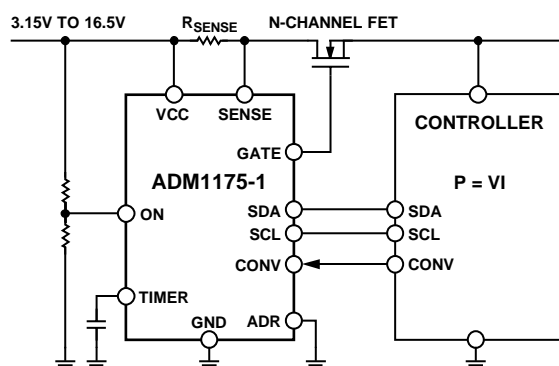 3.15V TO 16.5V
RSENSE
N-CHANNEL FET
VCC
SENSE
CONTROLLER
GATE
ADM1175-1
P = VI
SDA
SDA
ON
SCL
SCL
CONV
CONV
TIMER
GND
ADR